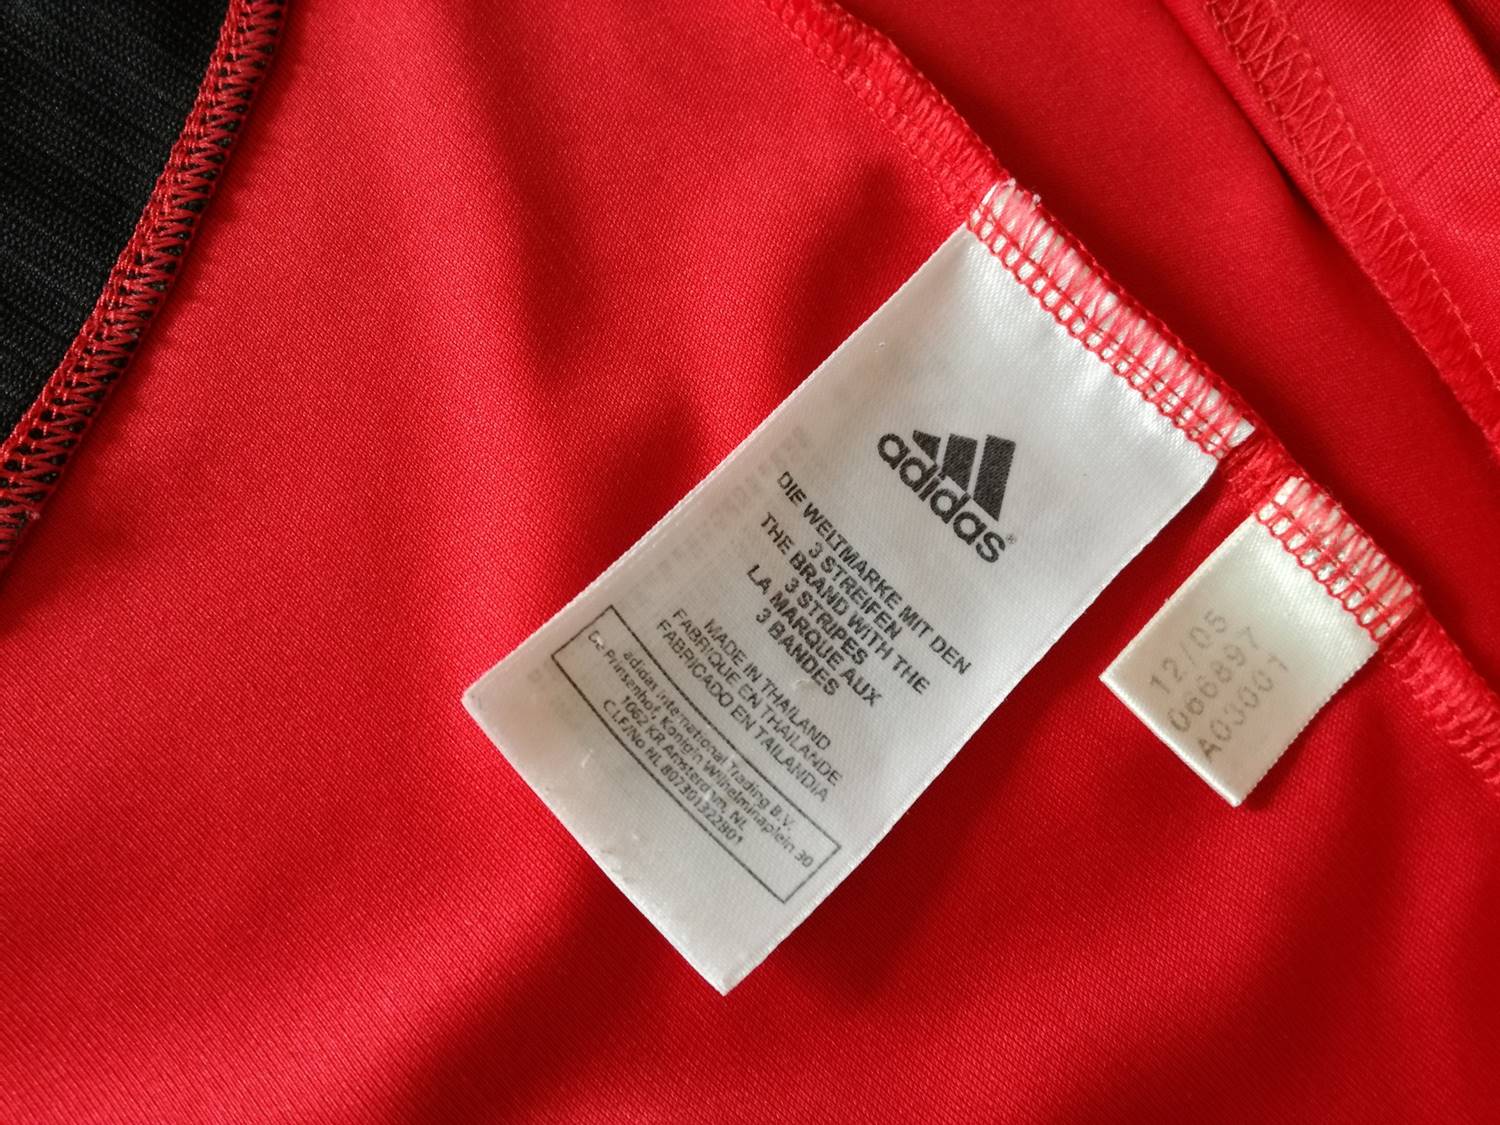 adidas®
DIE WELTMARKE MIT DEN
3 STREIFEN
THE BRAND WITH THE
3 STRIPES
LA MARQUE AUX
3 BANDES
MADE IN THAILAND
FABRIQUE EN THAILANDE
FABRICADO EN TAILANDIA
adidas International Trading B.V.
De Prinsenhof, Koningin Wilhelminaplein 30
1062 KR Amsterdam, NL
C.I.F./No NL 807301322B01
12/05
066897
A03001